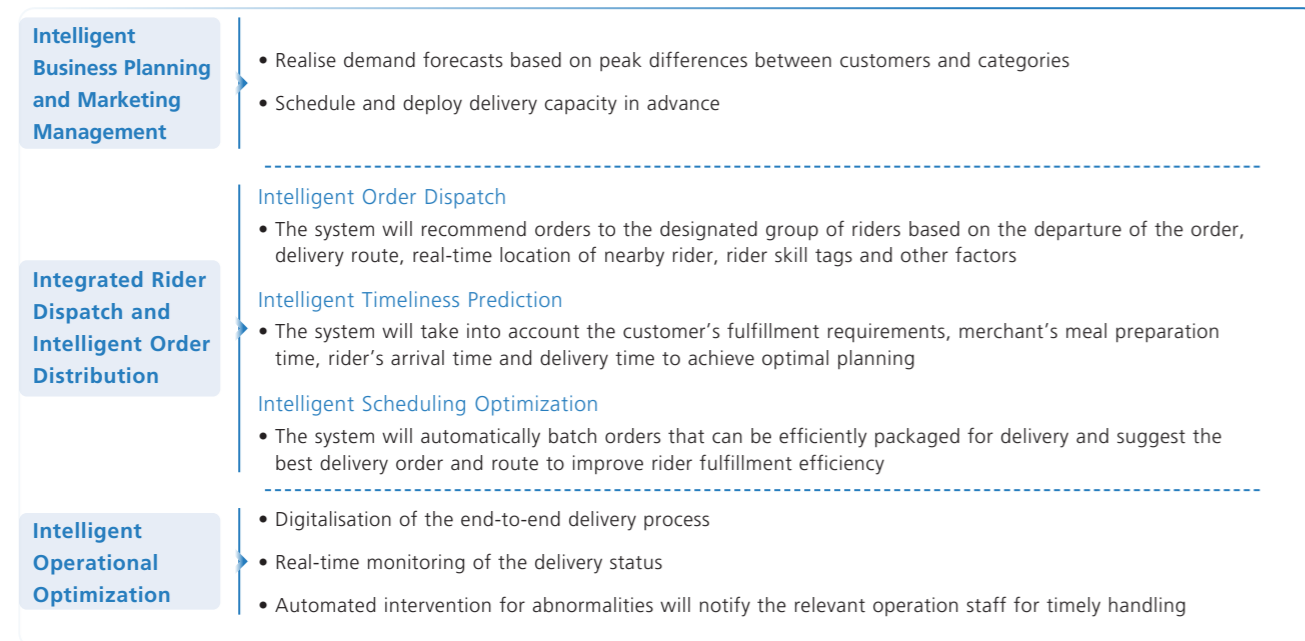 Intelligent
Business Planning
and Marketing
Management
• Realise demand forecasts based on peak differences between customers and categories
• Schedule and deploy delivery capacity in advance
Integrated Rider
Dispatch and
Intelligent Order
Distribution
Intelligent Order Dispatch
• The system will recommend orders to the designated group of riders based on the departure of the order,
delivery route, real-time location of nearby rider, rider skill tags and other factors
Intelligent Timeliness Prediction
• The system will take into account the customer’s fulfillment requirements, merchant’s meal preparation
time, rider’s arrival time and delivery time to achieve optimal planning
Intelligent Scheduling Optimization
• The system will automatically batch orders that can be efficiently packaged for delivery and suggest the
best delivery order and route to improve rider fulfillment efficiency
Intelligent
Operational
Optimization
• Digitalisation of the end-to-end delivery process
• Real-time monitoring of the delivery status
• Automated intervention for abnormalities will notify the relevant operation staff for timely handling